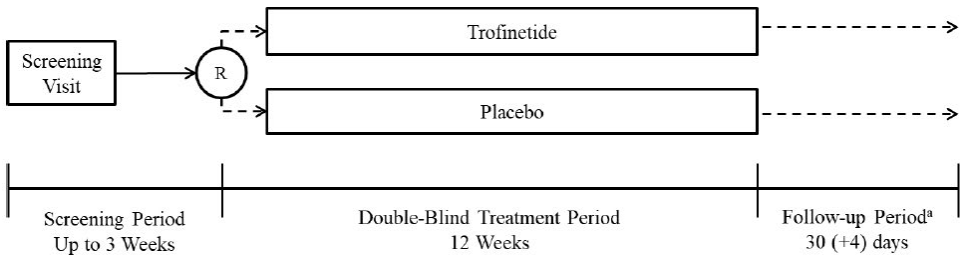 Trofinetide
Screening
Visit
R
Placebo
Screening Period
Up to 3 Weeks
Double-Blind Treatment Period
12 Weeks
Follow-up Periodᵃ
30 (+4) days